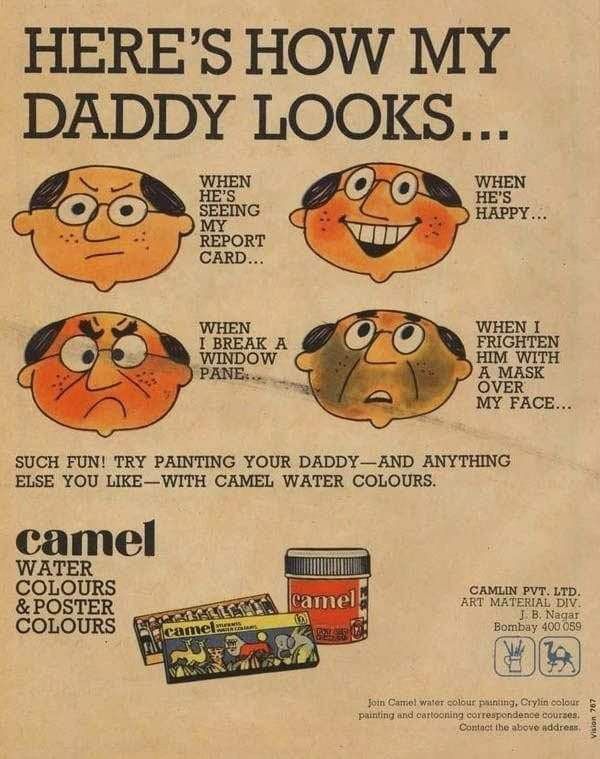 HERE'S HOW MY
DADDY LOOKS...
WHEN
HE'S
SEEING
MY
REPORT
CARD...
WHEN
HE'S
HAPPY...
WHEN
I BREAK A
WINDOW
PANE...
WHEN I
FRIGHTEN
HIM WITH
A MASK
OVER
MY FACE...
SUCH FUN! TRY PAINTING YOUR DADDY—AND ANYTHING
ELSE YOU LIKE—WITH CAMEL WATER COLOURS.
camel
WATER
COLOURS
& POSTER
COLOURS
camel
STUDENTS
WATER COLOURS
camel
CAMLIN PVT. LTD.
ART MATERIAL DIV.
J. B. Nagar
Bombay 400 059
Join Camel water colour painting, Crylin colour
painting and cartooning correspondence courses.
Contact the above address.
Vision 767